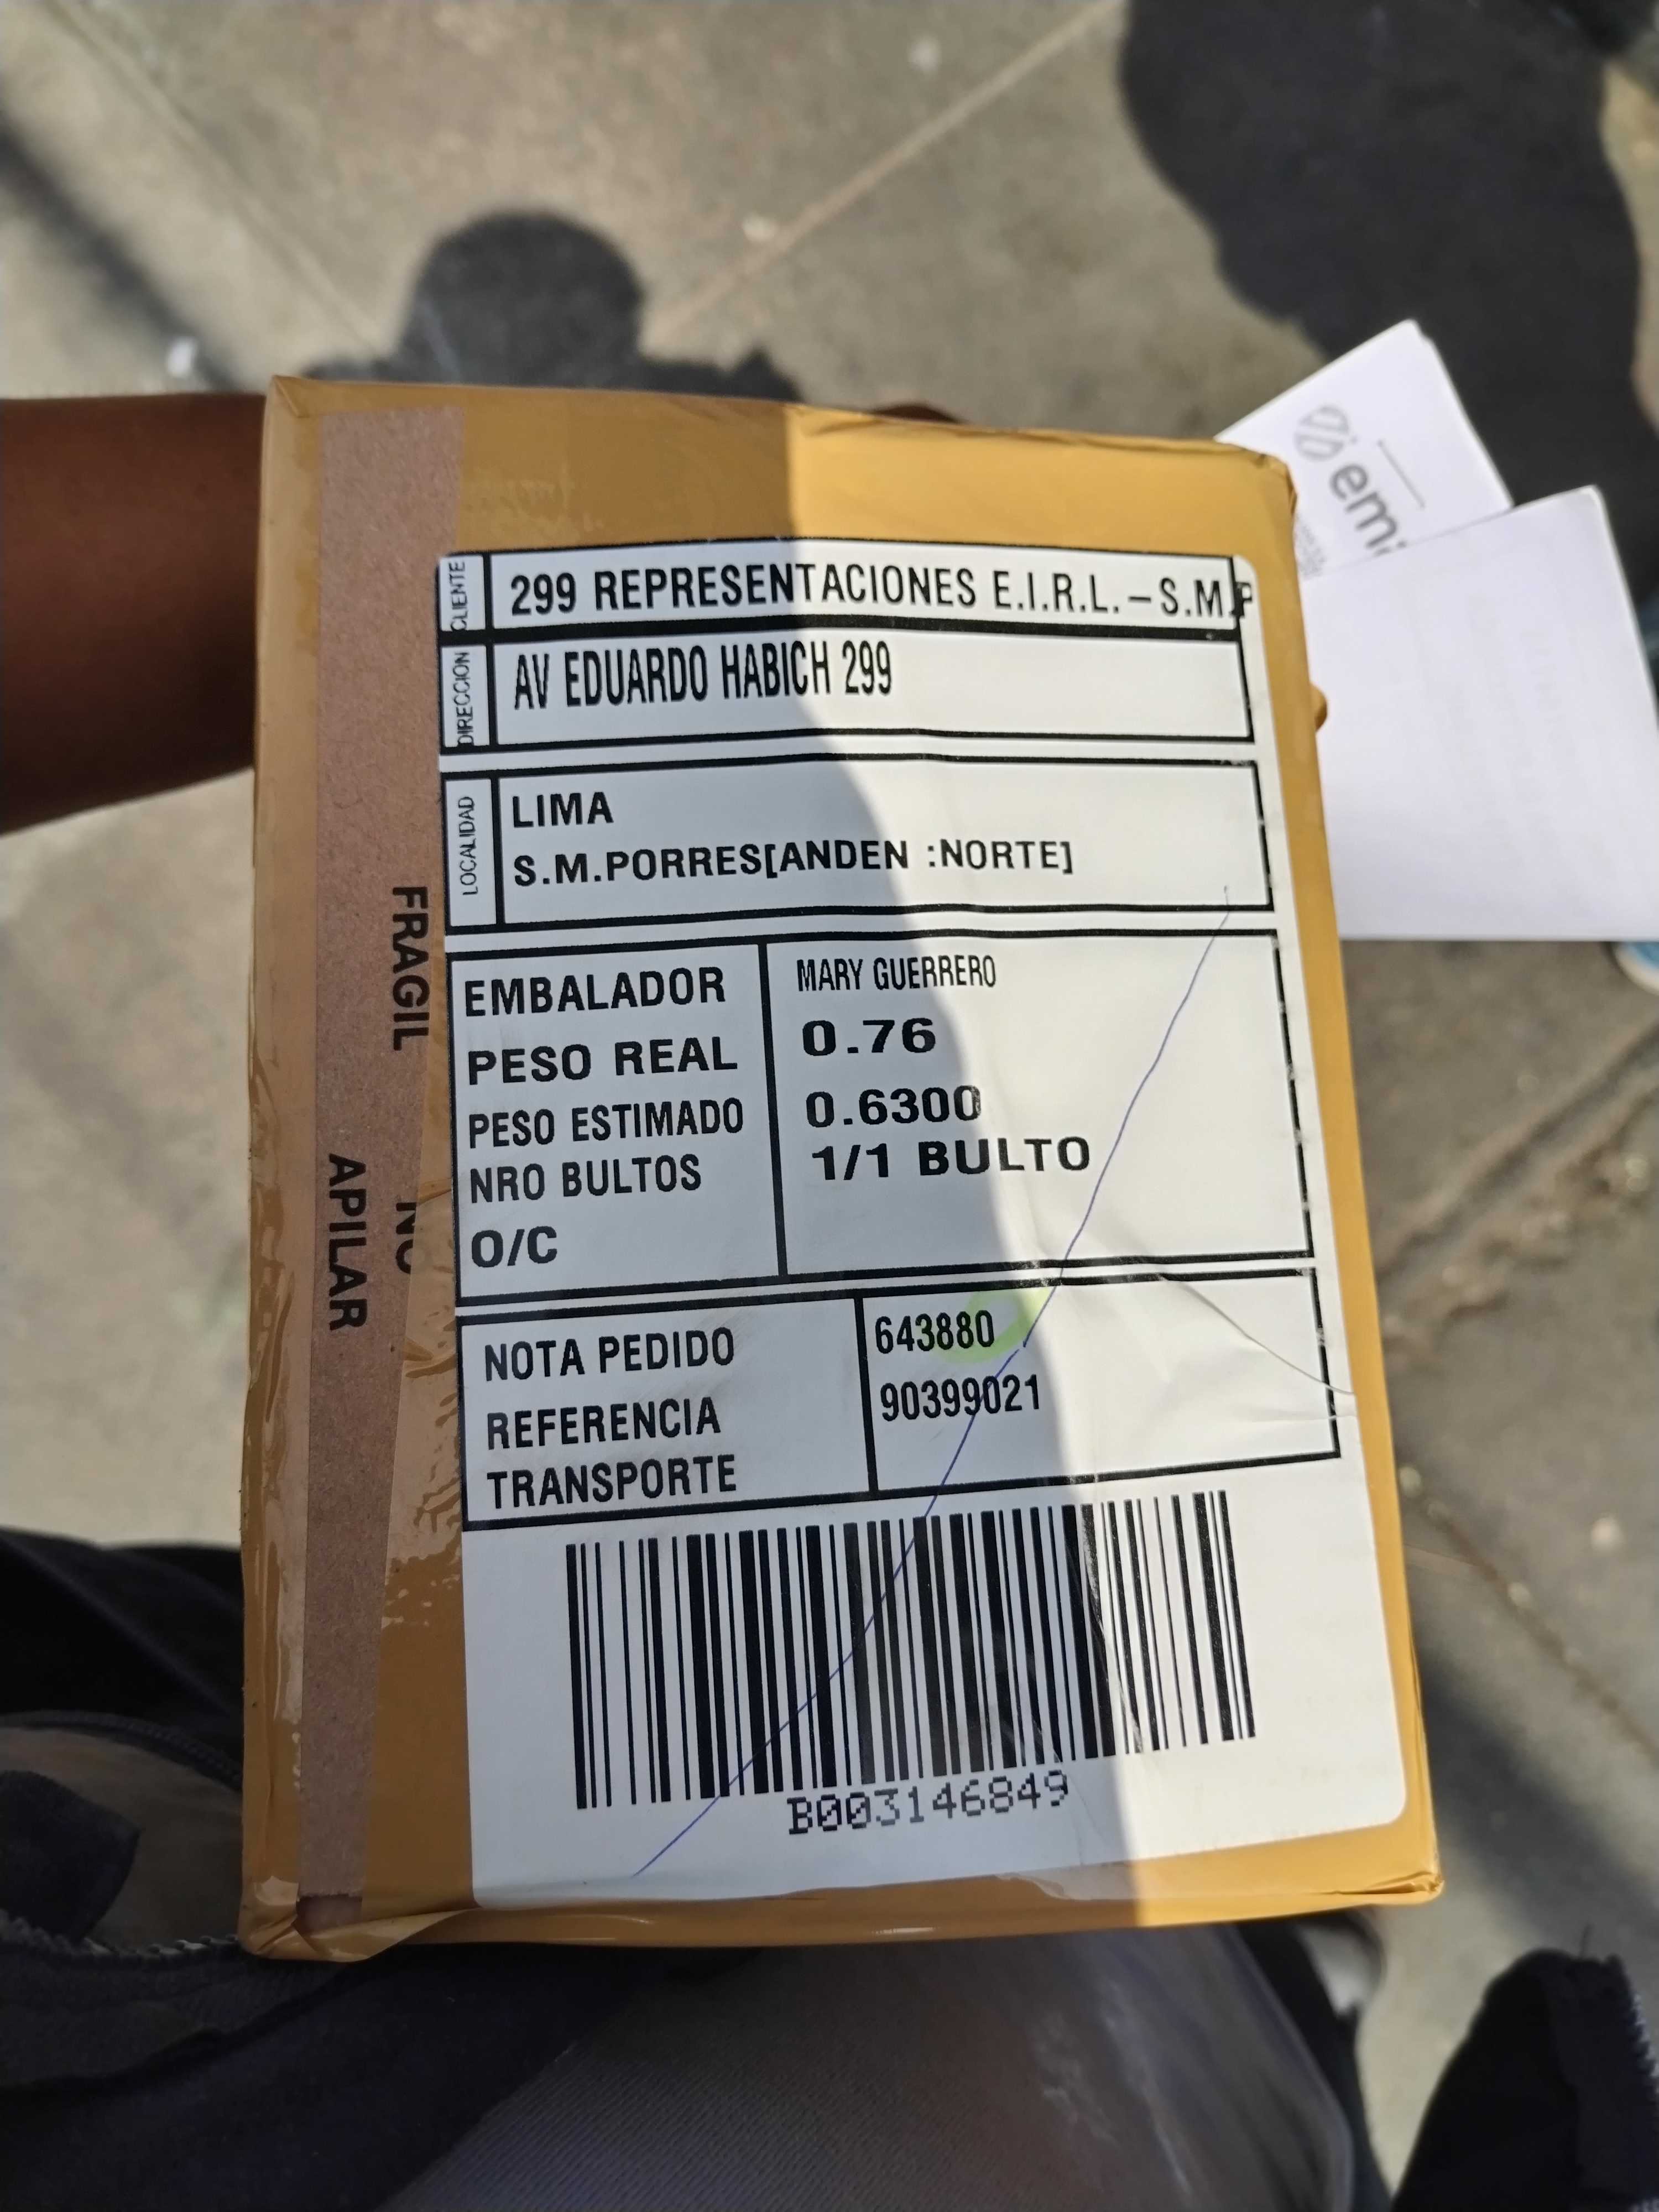 CLIENTE
299 REPRESENTACIONES E.I.R.L.-S.M.P
DIRECCION
AV EDUARDO HABICH 299
LOCALIDAD
LIMA
S.M.PORRES[ANDEN :NORTE]
EMBALADOR MARY GUERRERO
PESO REAL 0.76
PESO ESTIMADO 0.6300
NRO BULTOS 1/1 BULTO
O/C
NOTA PEDIDO 643880
REFERENCIA 90399021
TRANSPORTE
B003146849
FRAGIL
NO
APILAR